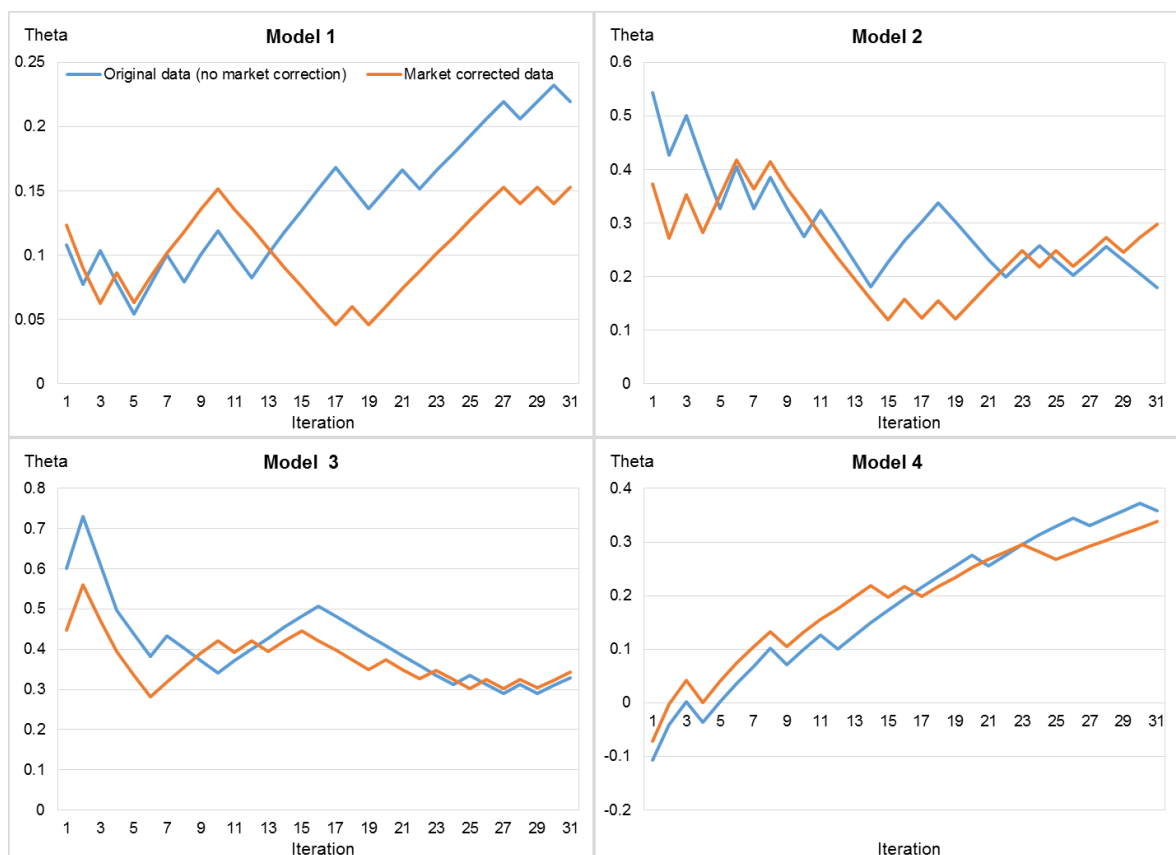 Theta
Model 1
0.25
Original data (no market correction)
Market corrected data
0.2
0.15
0.1
0.05
0
1 3 5 7 9 11 13 15 17 19 21 23 25 27 29 31
Iteration
Theta
Model 2
0.6
0.5
0.4
0.3
0.2
0.1
0
1 3 5 7 9 11 13 15 17 19 21 23 25 27 29 31
Iteration
Theta
Model 3
0.8
0.7
0.6
0.5
0.4
0.3
0.2
0.1
0
1 3 5 7 9 11 13 15 17 19 21 23 25 27 29 31
Iteration
Theta
Model 4
0.4
0.3
0.2
0.1
0
1 3 5 7 9 11 13 15 17 19 21 23 25 27 29 31
-0.1
-0.2
Iteration